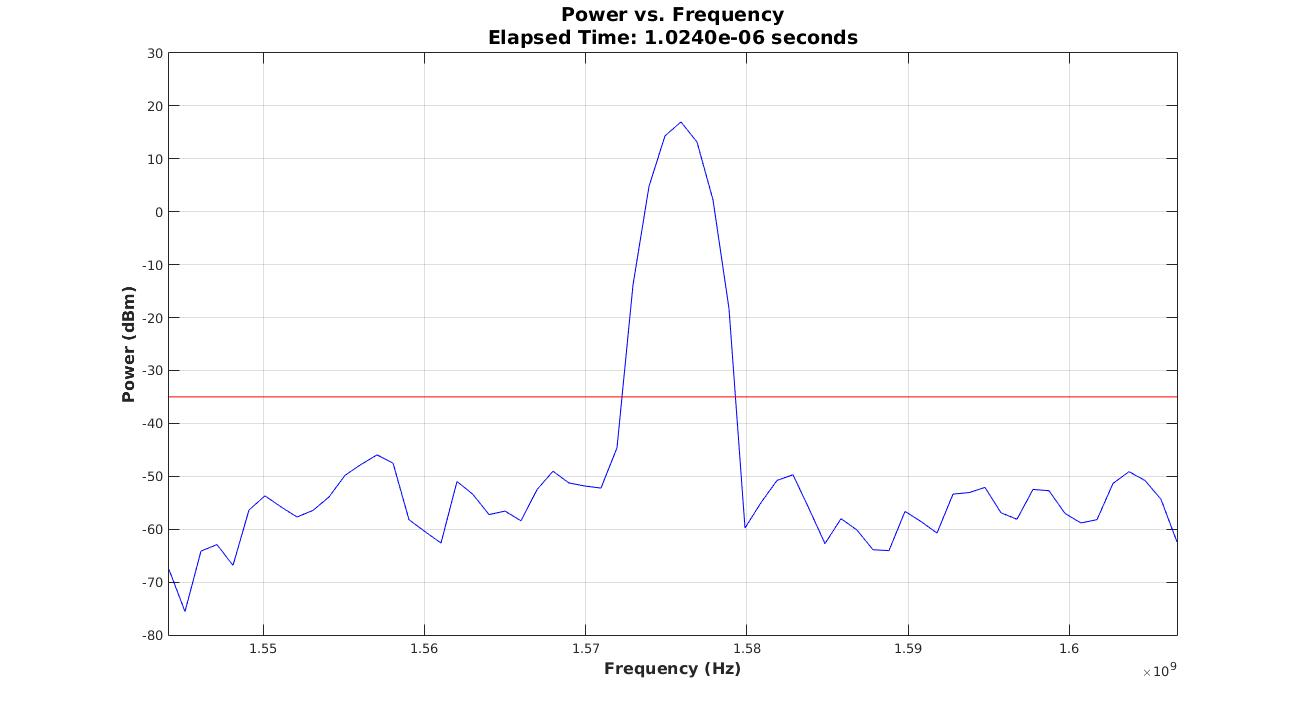 Power vs. Frequency
Elapsed Time: 1.0240e-06 seconds
30
20
10
0
-10
-20
-30
-40
-50
-60
-70
-80
Power (dBm)
1.55 1.56 1.57 1.58 1.59 1.6
Frequency (Hz)
×10⁹